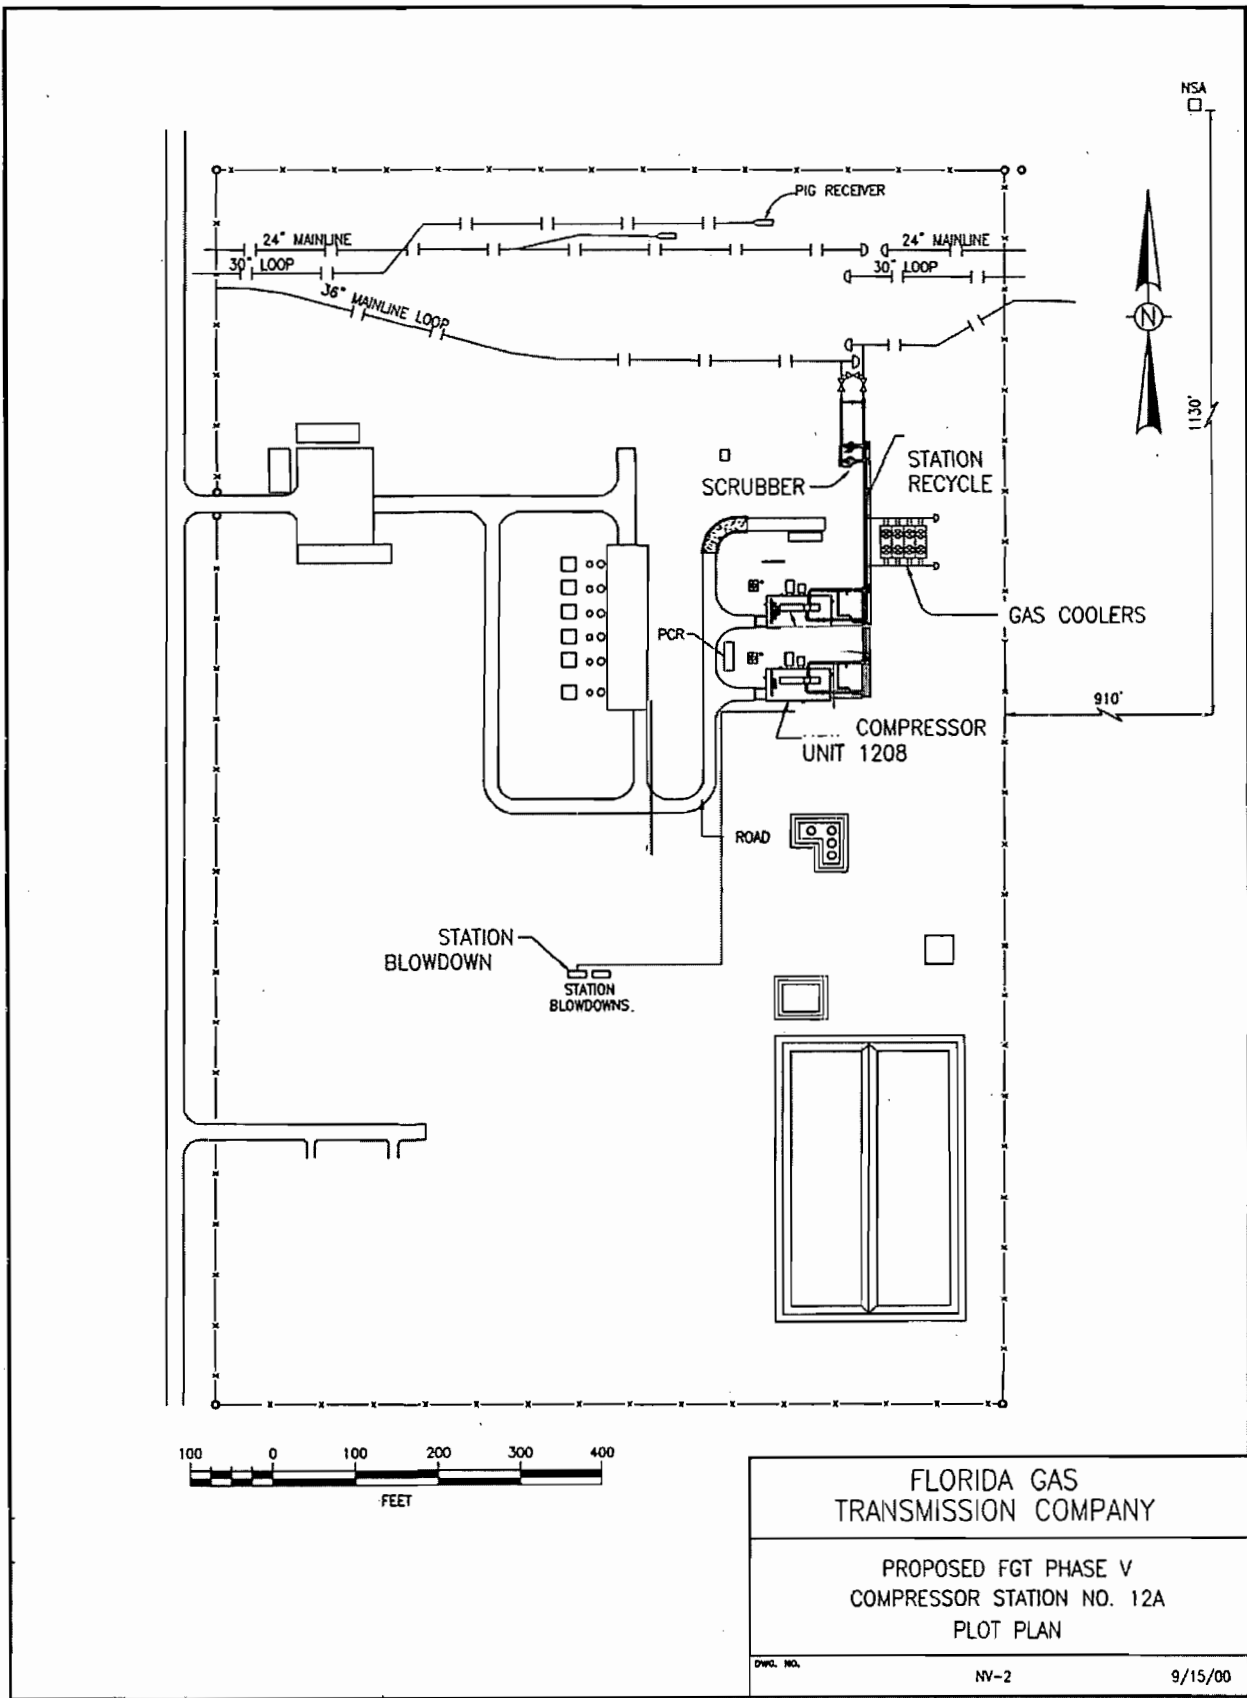 NSA
PIG RECEIVER
24" MAINLINE
24" MAINLINE
30" LOOP
30" LOOP
36" MAINLINE LOOP
N
1130'
STATION
RECYCLE
SCRUBBER
GAS COOLERS
PCR
910'
COMPRESSOR
UNIT 1208
ROAD
STATION
BLOWDOWN
STATION
BLOWDOWNS.
100 0 100 200 300 400
FEET
FLORIDA GAS
TRANSMISSION COMPANY
PROPOSED FGT PHASE V
COMPRESSOR STATION NO. 12A
PLOT PLAN
DWG. NO.
NV-2
9/15/00